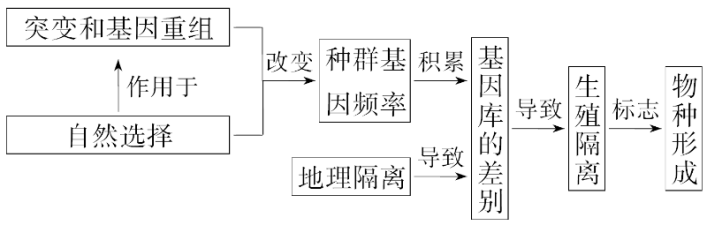 突变和基因重组
作用于
自然选择
改变
种群基
因频率
积累
地理隔离
导致
基因库的差别
导致
生殖隔离
标志
物种形成